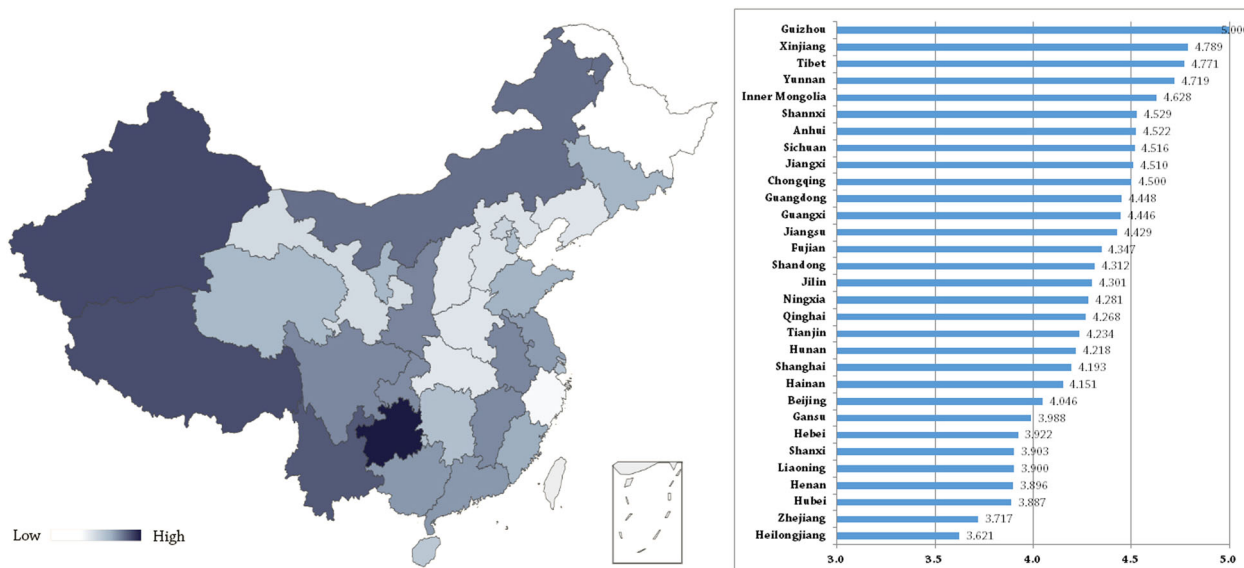 Low High
Guizhou 5.000
Xinjiang 4.789
Tibet 4.771
Yunnan 4.719
Inner Mongolia 4.628
Shannxi 4.529
Anhui 4.522
Sichuan 4.516
Jiangxi 4.510
Chongqing 4.500
Guangdong 4.448
Guangxi 4.446
Jiangsu 4.429
Fujian 4.347
Shandong 4.312
Jilin 4.301
Ningxia 4.281
Qinghai 4.268
Tianjin 4.234
Hunan 4.218
Shanghai 4.193
Hainan 4.151
Beijing 4.046
Gansu 3.988
Hebei 3.922
Shanxi 3.903
Liaoning 3.900
Henan 3.896
Hubei 3.887
Zhejiang 3.717
Heilongjiang 3.621
3.0 3.5 4.0 4.5 5.0